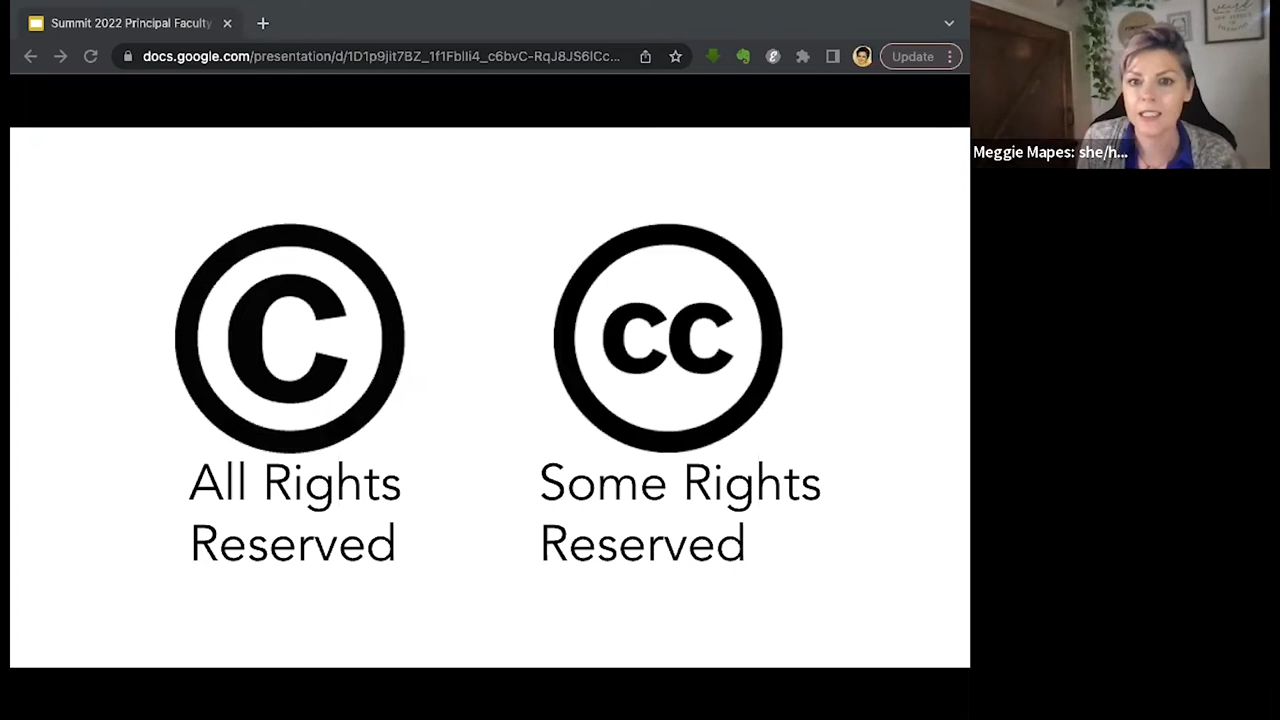 Summit 2022 Principal Faculty
docs.google.com/presentation/d/1D1p9jit7BZ_1f1Fblli4_c6bvC-RqJ8JS6lCc...
Update
Meggie Mapes: she/h...
C
cc
All Rights
Reserved
Some Rights
Reserved